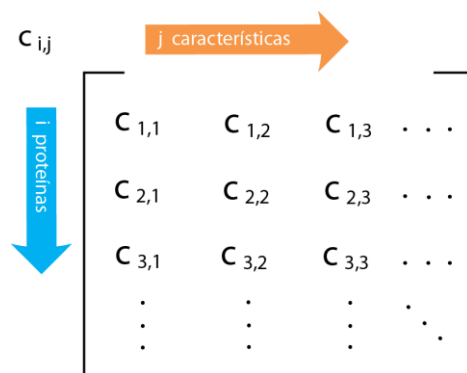 C i,j
j características
i proteínas
C 1,1 C 1,2 C 1,3 . . .
C 2,1 C 2,2 C 2,3 . . .
C 3,1 C 3,2 C 3,3 . . .